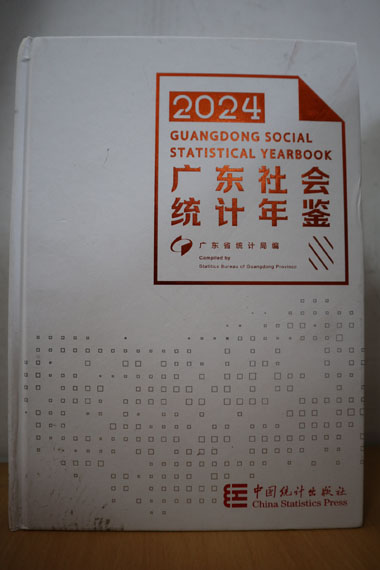 2024
GUANGDONG SOCIAL
STATISTICAL YEARBOOK
广东社会
统计年鉴
广东省统计局编
Compiled by
Statitics Bureau of Guangdong Province
中国统计出版社
China Statistics Press